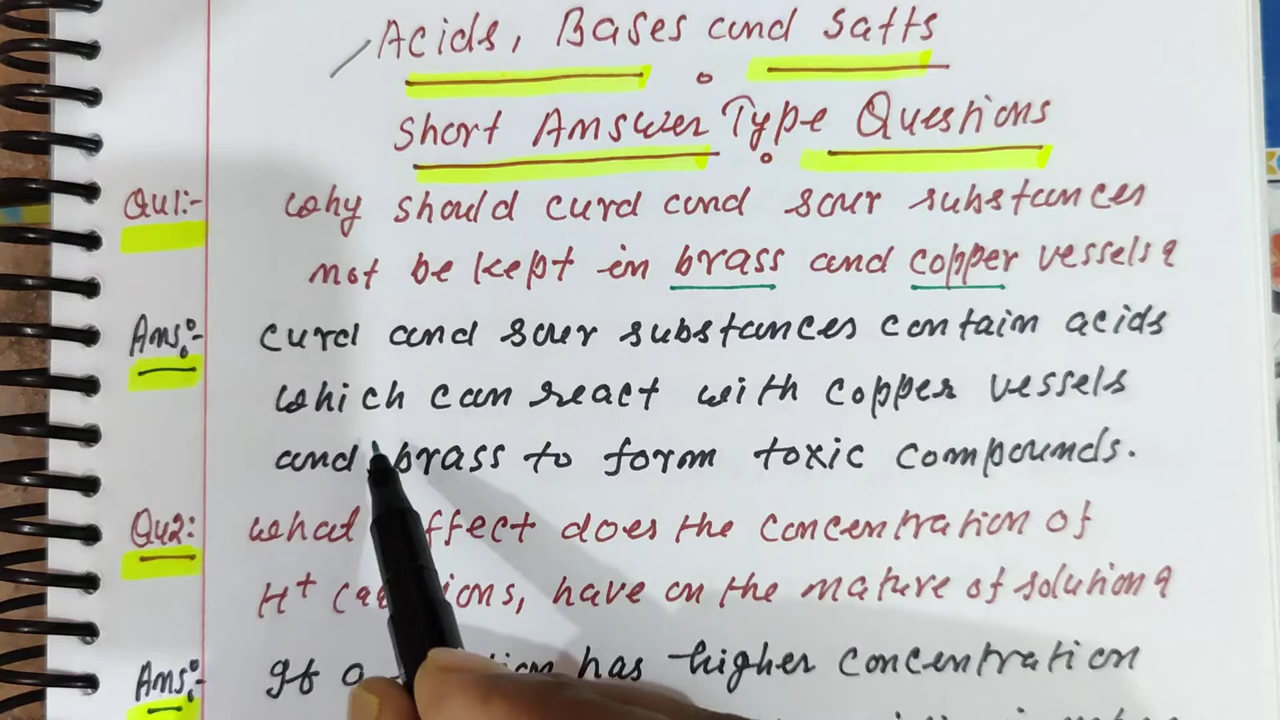 Acids, Bases and Salts
Short Answer Type Questions
Qu1:- Why should curd and sour substances
not be kept in brass and copper vessels?
Ans:- Curd and sour substances contain acids
which can react with copper vessels
and brass to form toxic compounds.
Qu2: What effect does the concentration of
H+ ions, have on the nature of solution?
Ans:- If a has higher concentration